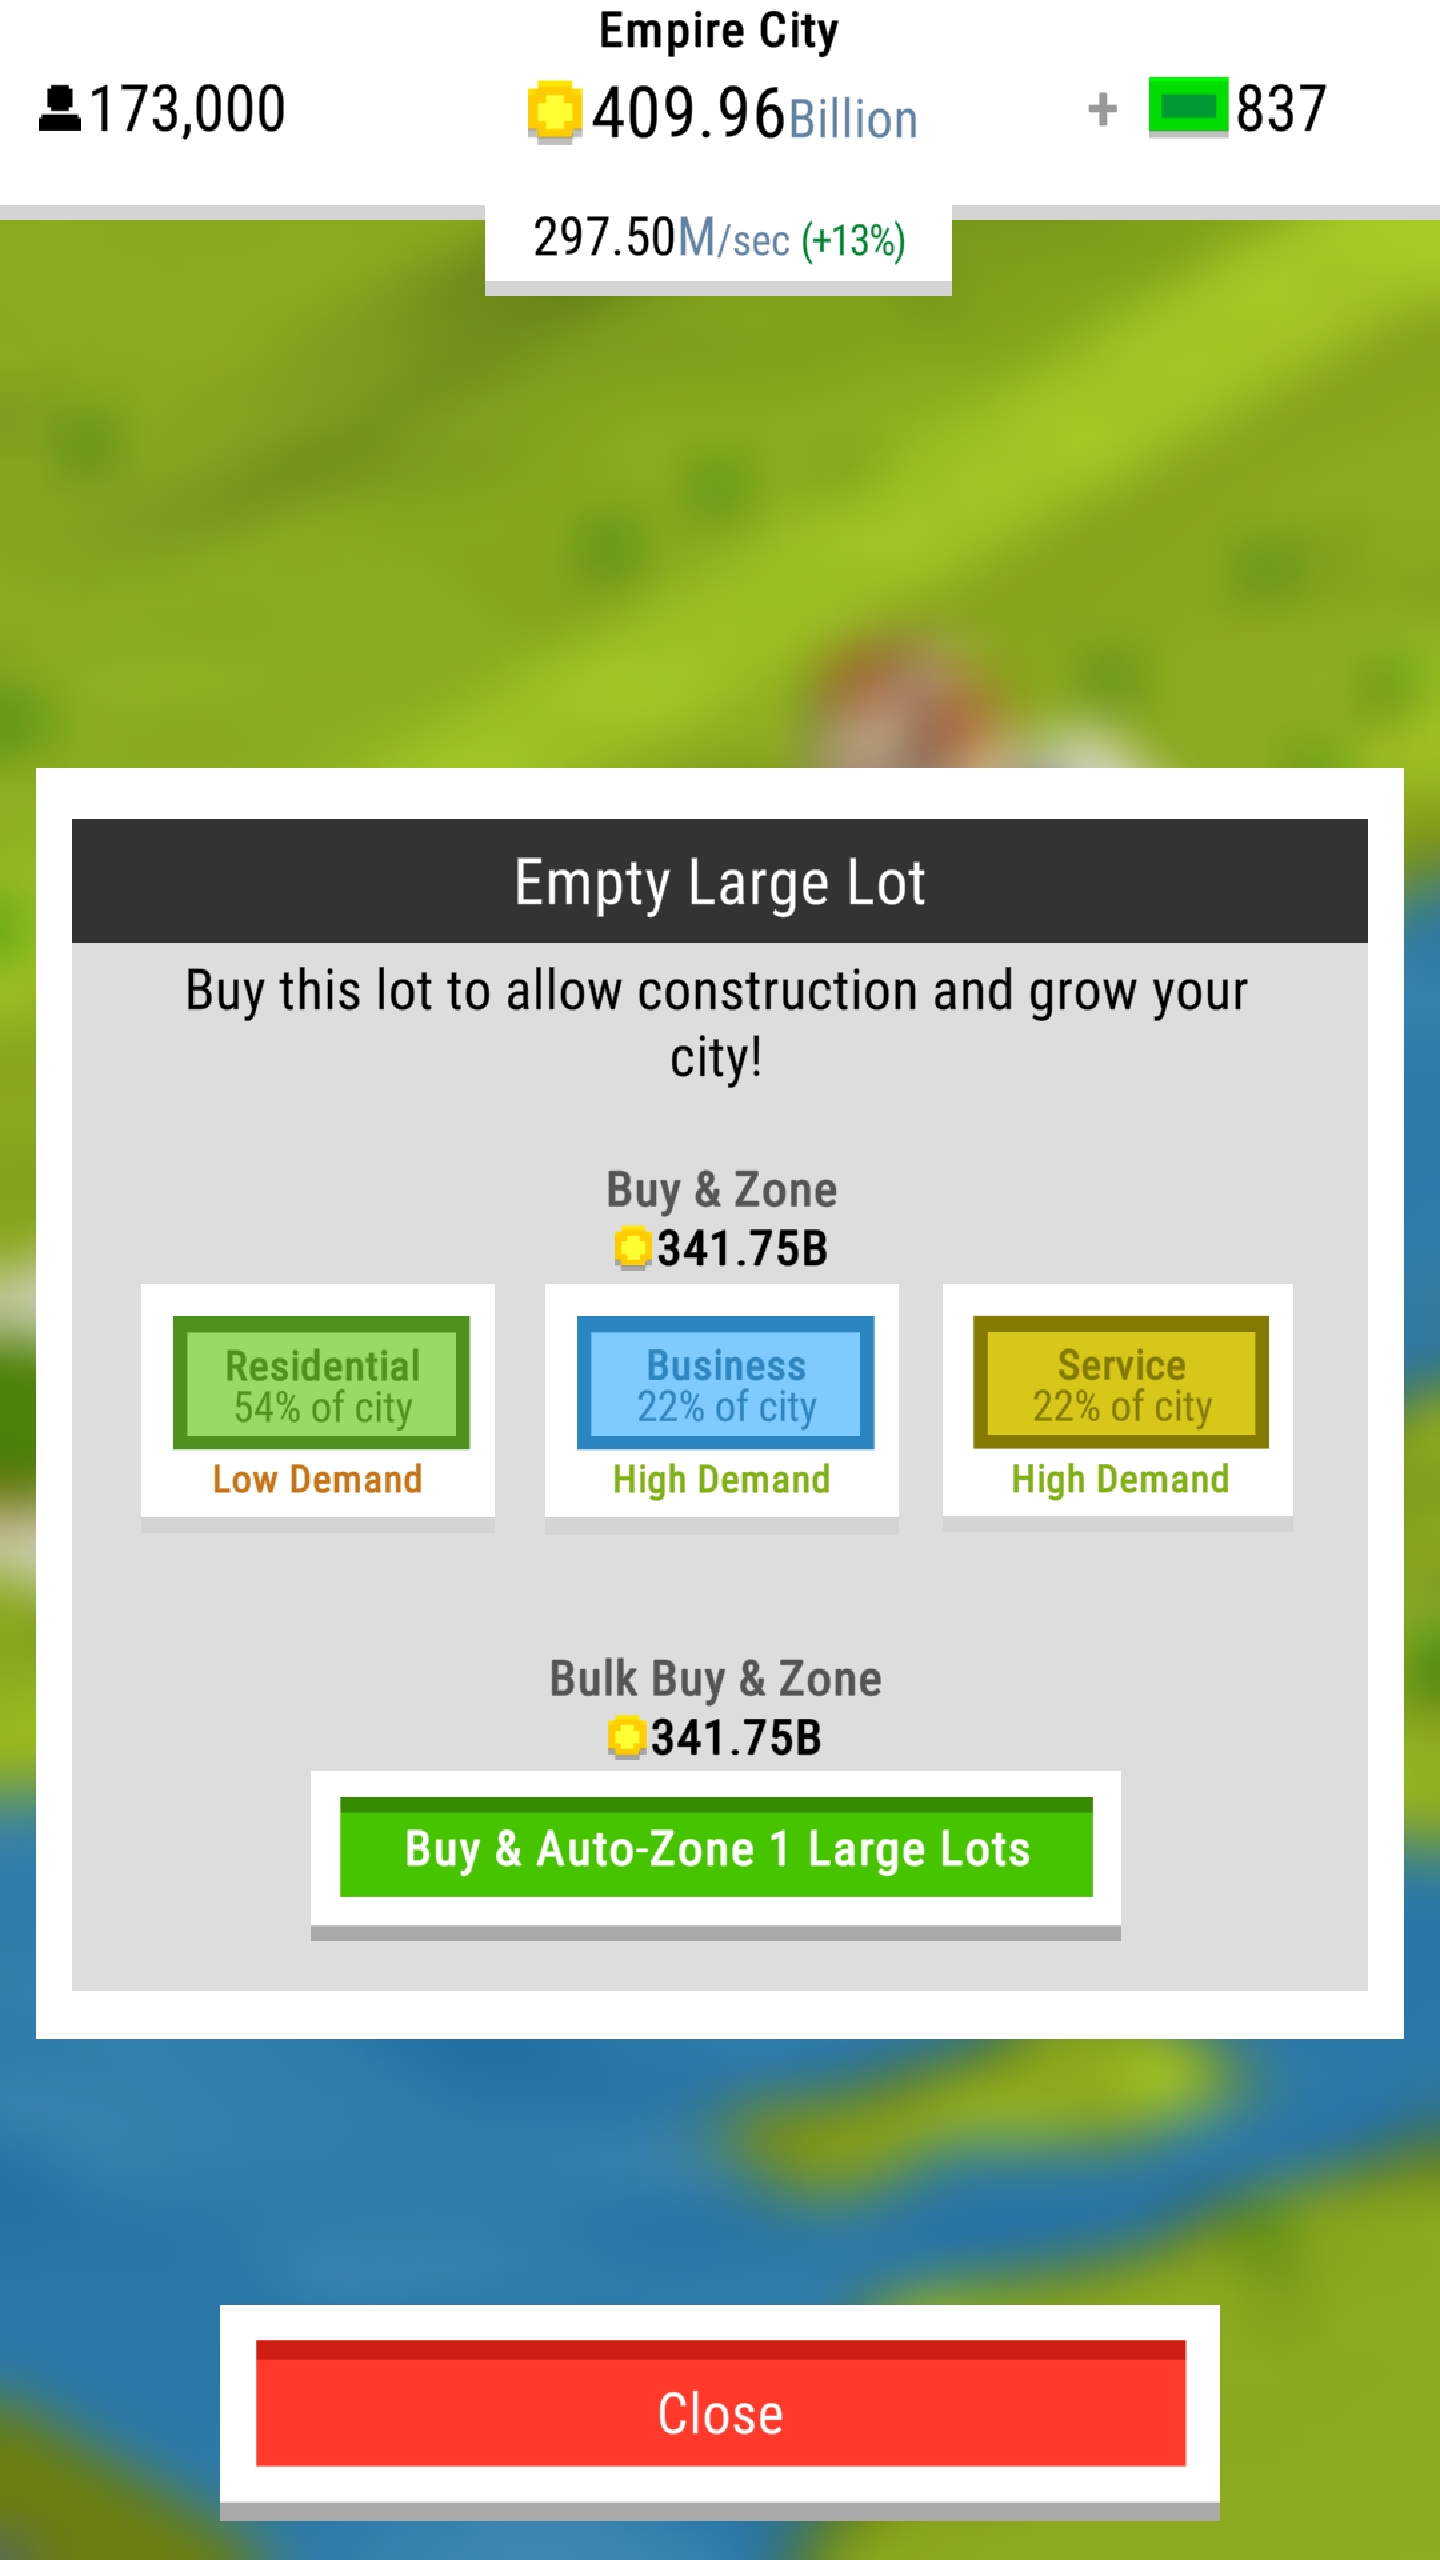 Empire City
173,000
409.96Billion
+ 837
297.50M/sec (+13%)
Empty Large Lot
Buy this lot to allow construction and grow your
city!
Buy & Zone
341.75B
Residential
54% of city
Low Demand
Business
22% of city
High Demand
Service
22% of city
High Demand
Bulk Buy & Zone
341.75B
Buy & Auto-Zone 1 Large Lots
Close